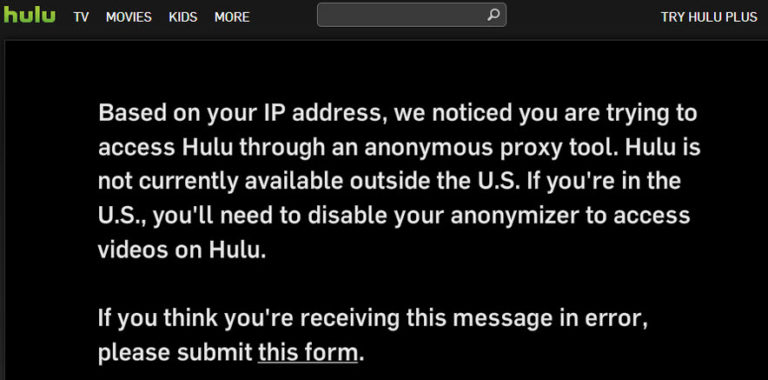 hulu TV MOVIES KIDS MORE TRY HULU PLUS
Based on your IP address, we noticed you are trying to
access Hulu through an anonymous proxy tool. Hulu is
not currently available outside the U.S. If you're in the
U.S., you'll need to disable your anonymizer to access
videos on Hulu.
If you think you're receiving this message in error,
please submit this form.